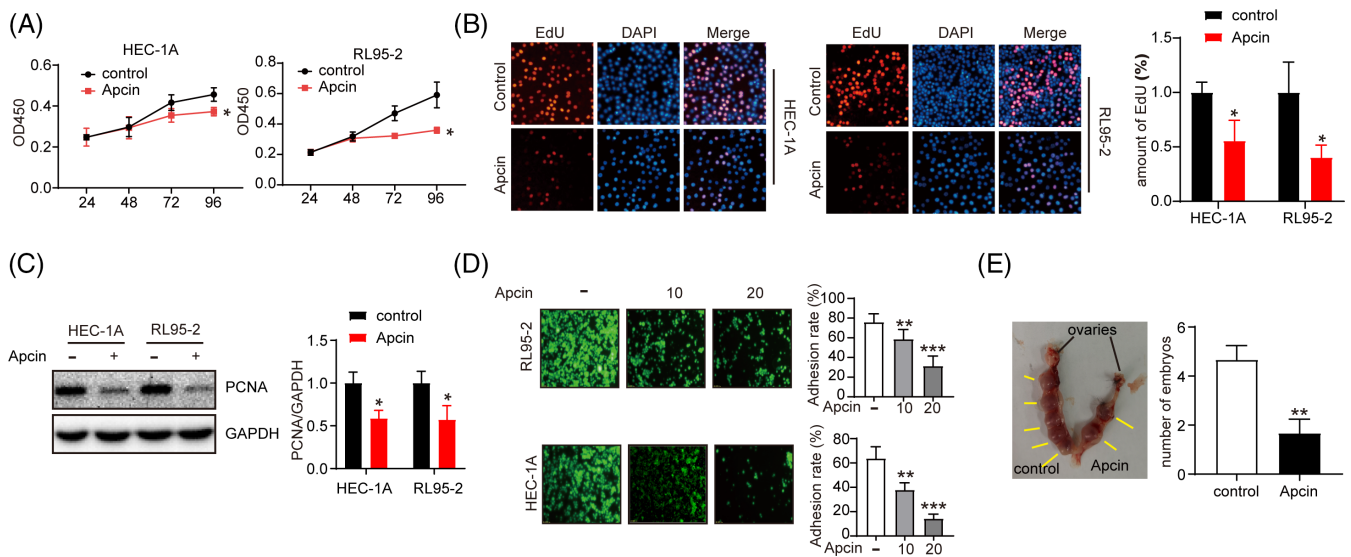 (A)
HEC-1A
control
Apcin
OD450
0.6
0.4
0.2
0.0
*
24 48 72 96
RL95-2
control
Apcin
OD450
0.8
0.6
0.4
0.2
0.0
*
24 48 72 96
(B)
EdU DAPI Merge
Control
Apcin
HEC-1A
EdU DAPI Merge
Control
Apcin
RL95-2
control
Apcin
amount of EdU (%)
1.5
1.0
0.5
0.0
* *
HEC-1A RL95-2
(C)
HEC-1A RL95-2
Apcin – + – +
PCNA
GAPDH
control
Apcin
PCNA/GAPDH
1.5
1.0
0.5
0.0
* *
HEC-1A RL95-2
(D)
Apcin – 10 20
RL95-2
Adhesion rate (%)
100
80
60
40
20
0
** ***
Apcin – 10 20
HEC-1A
Adhesion rate (%)
80
60
40
20
0
** ***
Apcin – 10 20
(E)
ovaries
control
Apcin
number of embryos
6
4
2
0
**
control Apcin